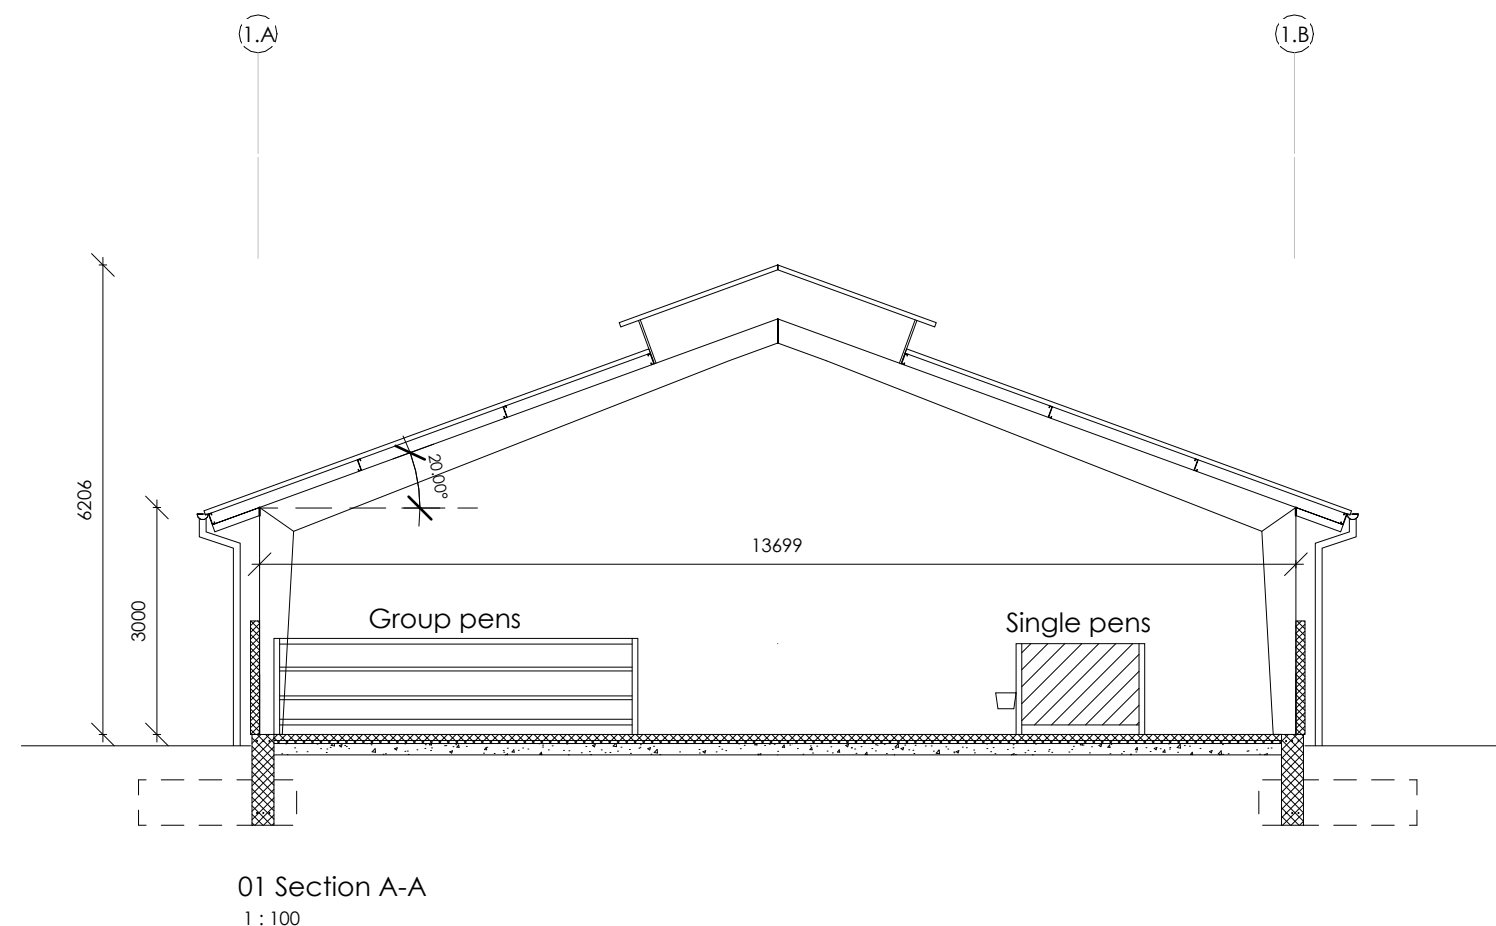 1.A
1.B
6206
3000
20.00°
13699
Group pens
Single pens
01 Section A-A
1 : 100